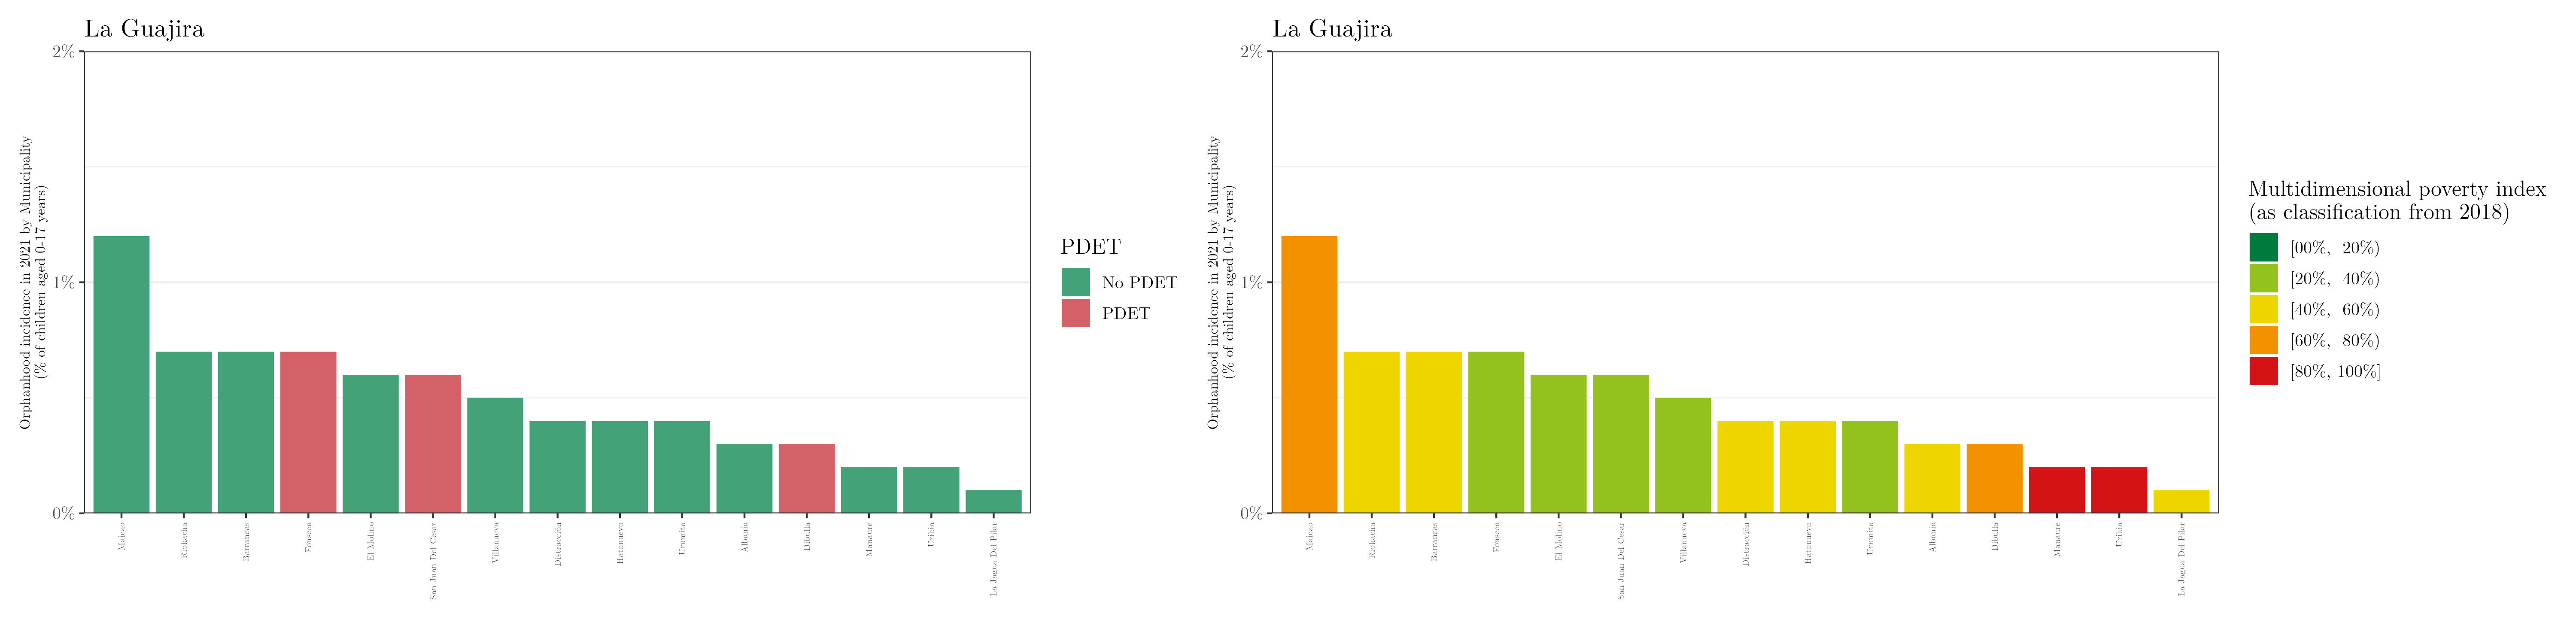 La Guajira
2%
1%
0%
Orphanhood incidence in 2021 by Municipality
(% of children aged 0-17 years)
Maicao
Riohacha
Barrancas
Fonseca
El Molino
San Juan Del Cesar
Villanueva
Distracción
Hatonuevo
Urumita
Albania
Dibulla
Manaure
Uribia
La Jagua Del Pilar
PDET
No PDET
PDET
La Guajira
2%
1%
0%
Orphanhood incidence in 2021 by Municipality
(% of children aged 0-17 years)
Maicao
Riohacha
Barrancas
Fonseca
El Molino
San Juan Del Cesar
Villanueva
Distracción
Hatonuevo
Urumita
Albania
Dibulla
Manaure
Uribia
La Jagua Del Pilar
Multidimensional poverty index
(as classification from 2018)
[00%, 20%)
[20%, 40%)
[40%, 60%)
[60%, 80%)
[80%, 100%]